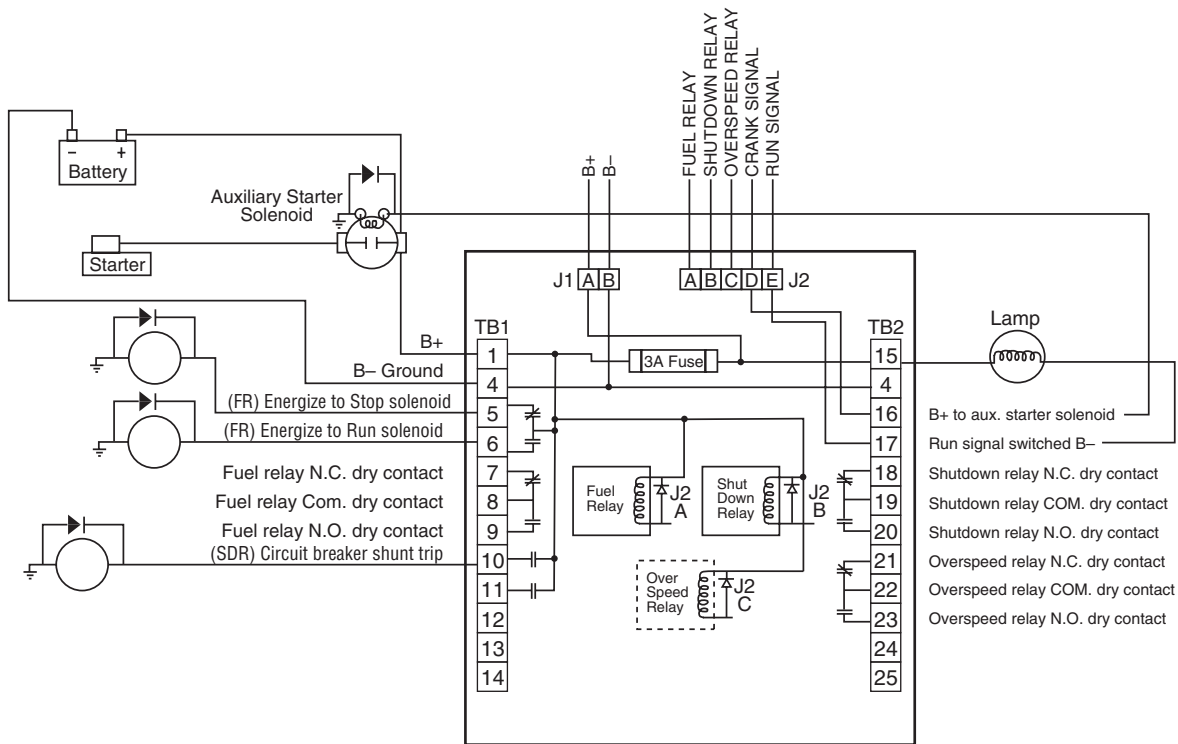 FUEL RELAY
SHUTDOWN RELAY
OVERSPEED RELAY
CRANK SIGNAL
RUN SIGNAL
B+
B–
– +
Battery
Auxiliary Starter
Solenoid
Starter
J1 A B
A B C D E J2
TB1
TB2
Lamp
B+
1
3A Fuse
15
B– Ground
4
4
(FR) Energize to Stop solenoid
5
16
B+ to aux. starter solenoid
(FR) Energize to Run solenoid
6
17
Run signal switched B–
Fuel relay N.C. dry contact
7
18
Shutdown relay N.C. dry contact
Fuel relay Com. dry contact
8
19
Shutdown relay COM. dry contact
Fuel relay N.O. dry contact
9
20
Shutdown relay N.O. dry contact
Fuel
Relay
J2
A
Shut
Down
Relay
J2
B
(SDR) Circuit breaker shunt trip
10
21
Overspeed relay N.C. dry contact
11
22
Overspeed relay COM. dry contact
Over
Speed
Relay
J2
C
12
23
Overspeed relay N.O. dry contact
13
24
14
25